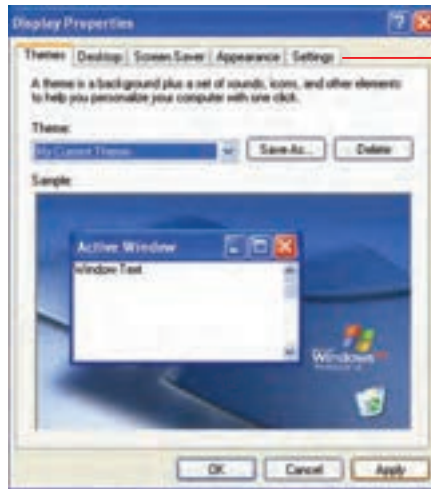 Display Properties
Themes Desktop Screen Saver Appearance Settings
A theme is a background plus a set of sounds, icons, and other elements
to help you personalize your computer with one click.
Theme:
My Current Theme
Save As... Delete
Sample:
Active Window
Window Text
Windows
OK Cancel Apply